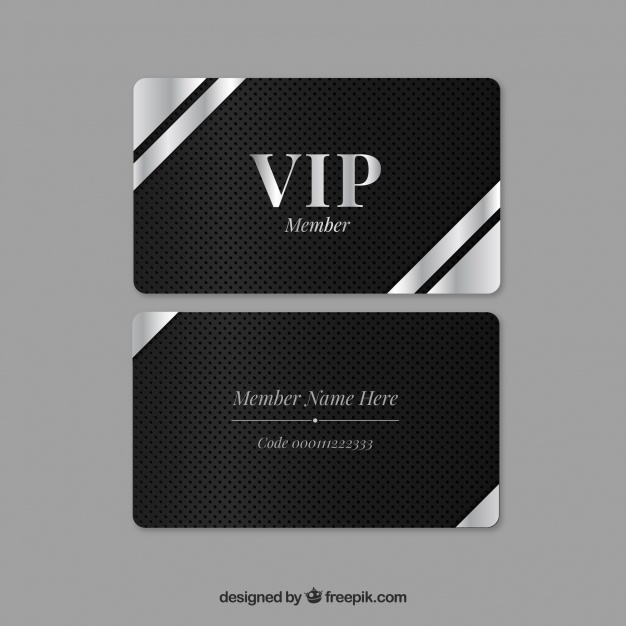 VIP
Member
Member Name Here
Code 000111222333
designed by freepik.com